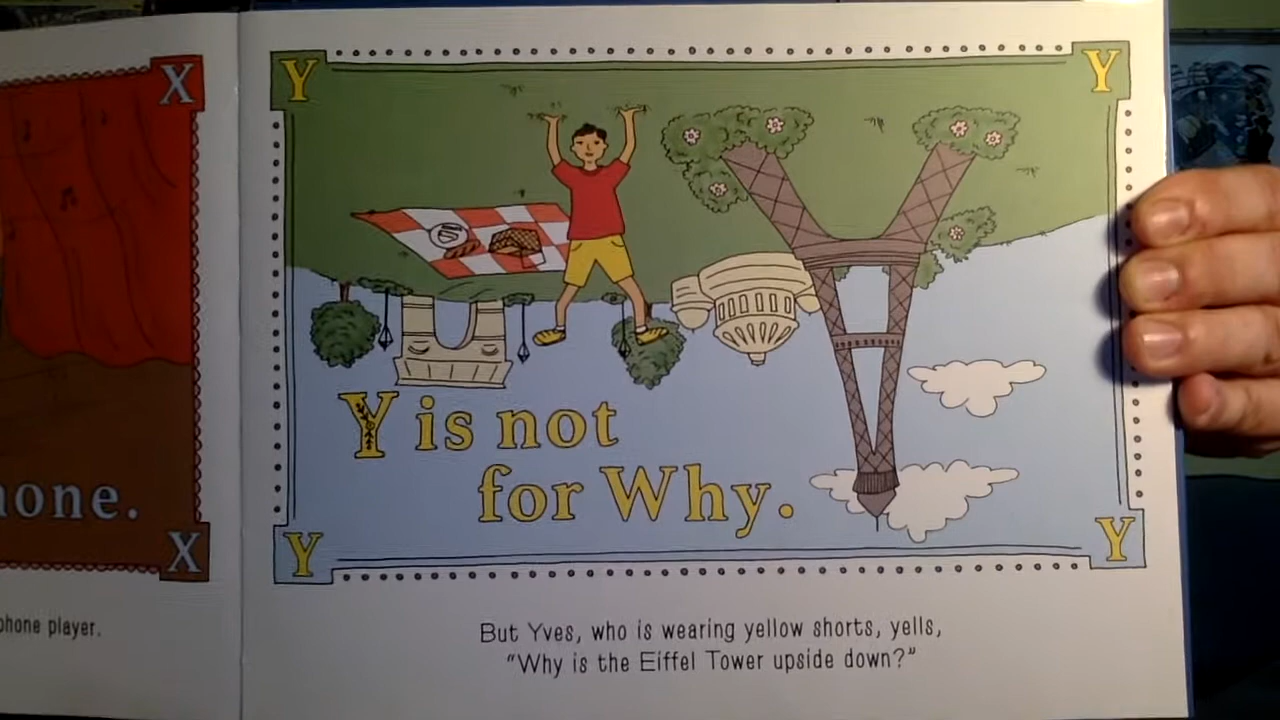 X
hone.
X
phone player.
Y Y
Y is not
for Why.
Y Y
But Yves, who is wearing yellow shorts, yells,
“Why is the Eiffel Tower upside down?”